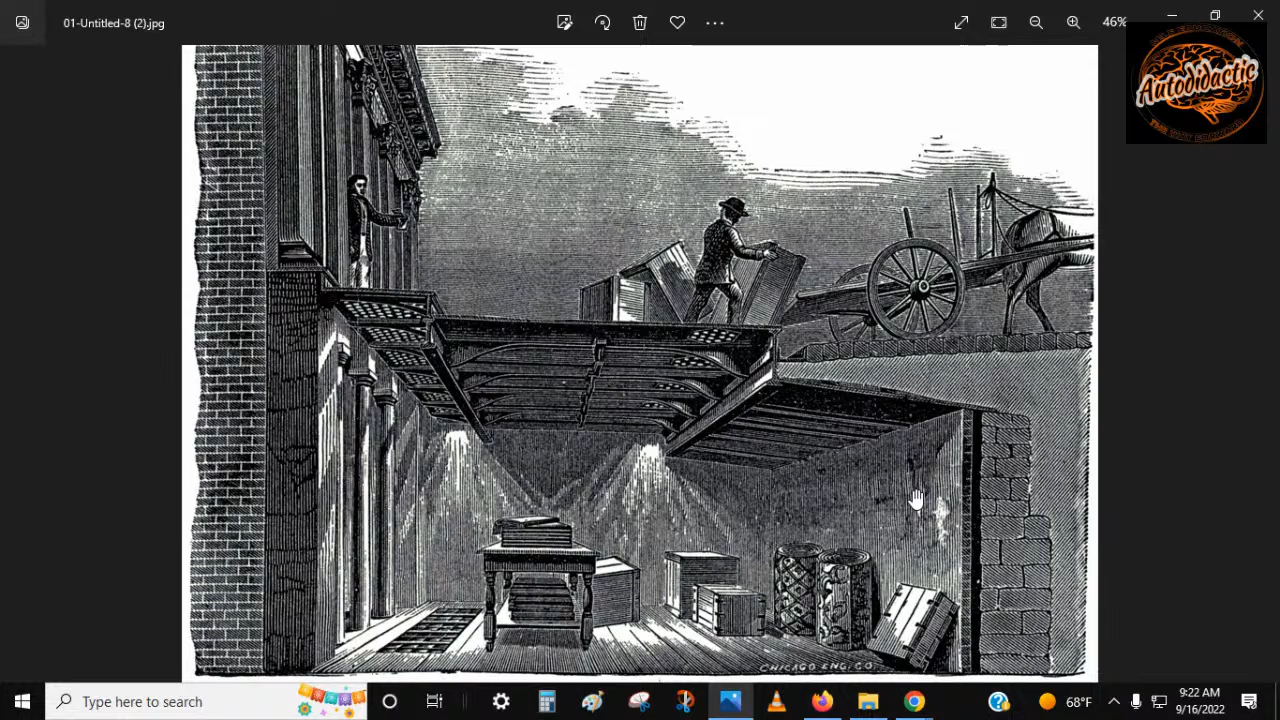 01-Untitled-8 (2).jpg
46%
Autodidactic
CHICAGO ENG. CO.
Type here to search
68°F
9:22 AM
9/16/2022